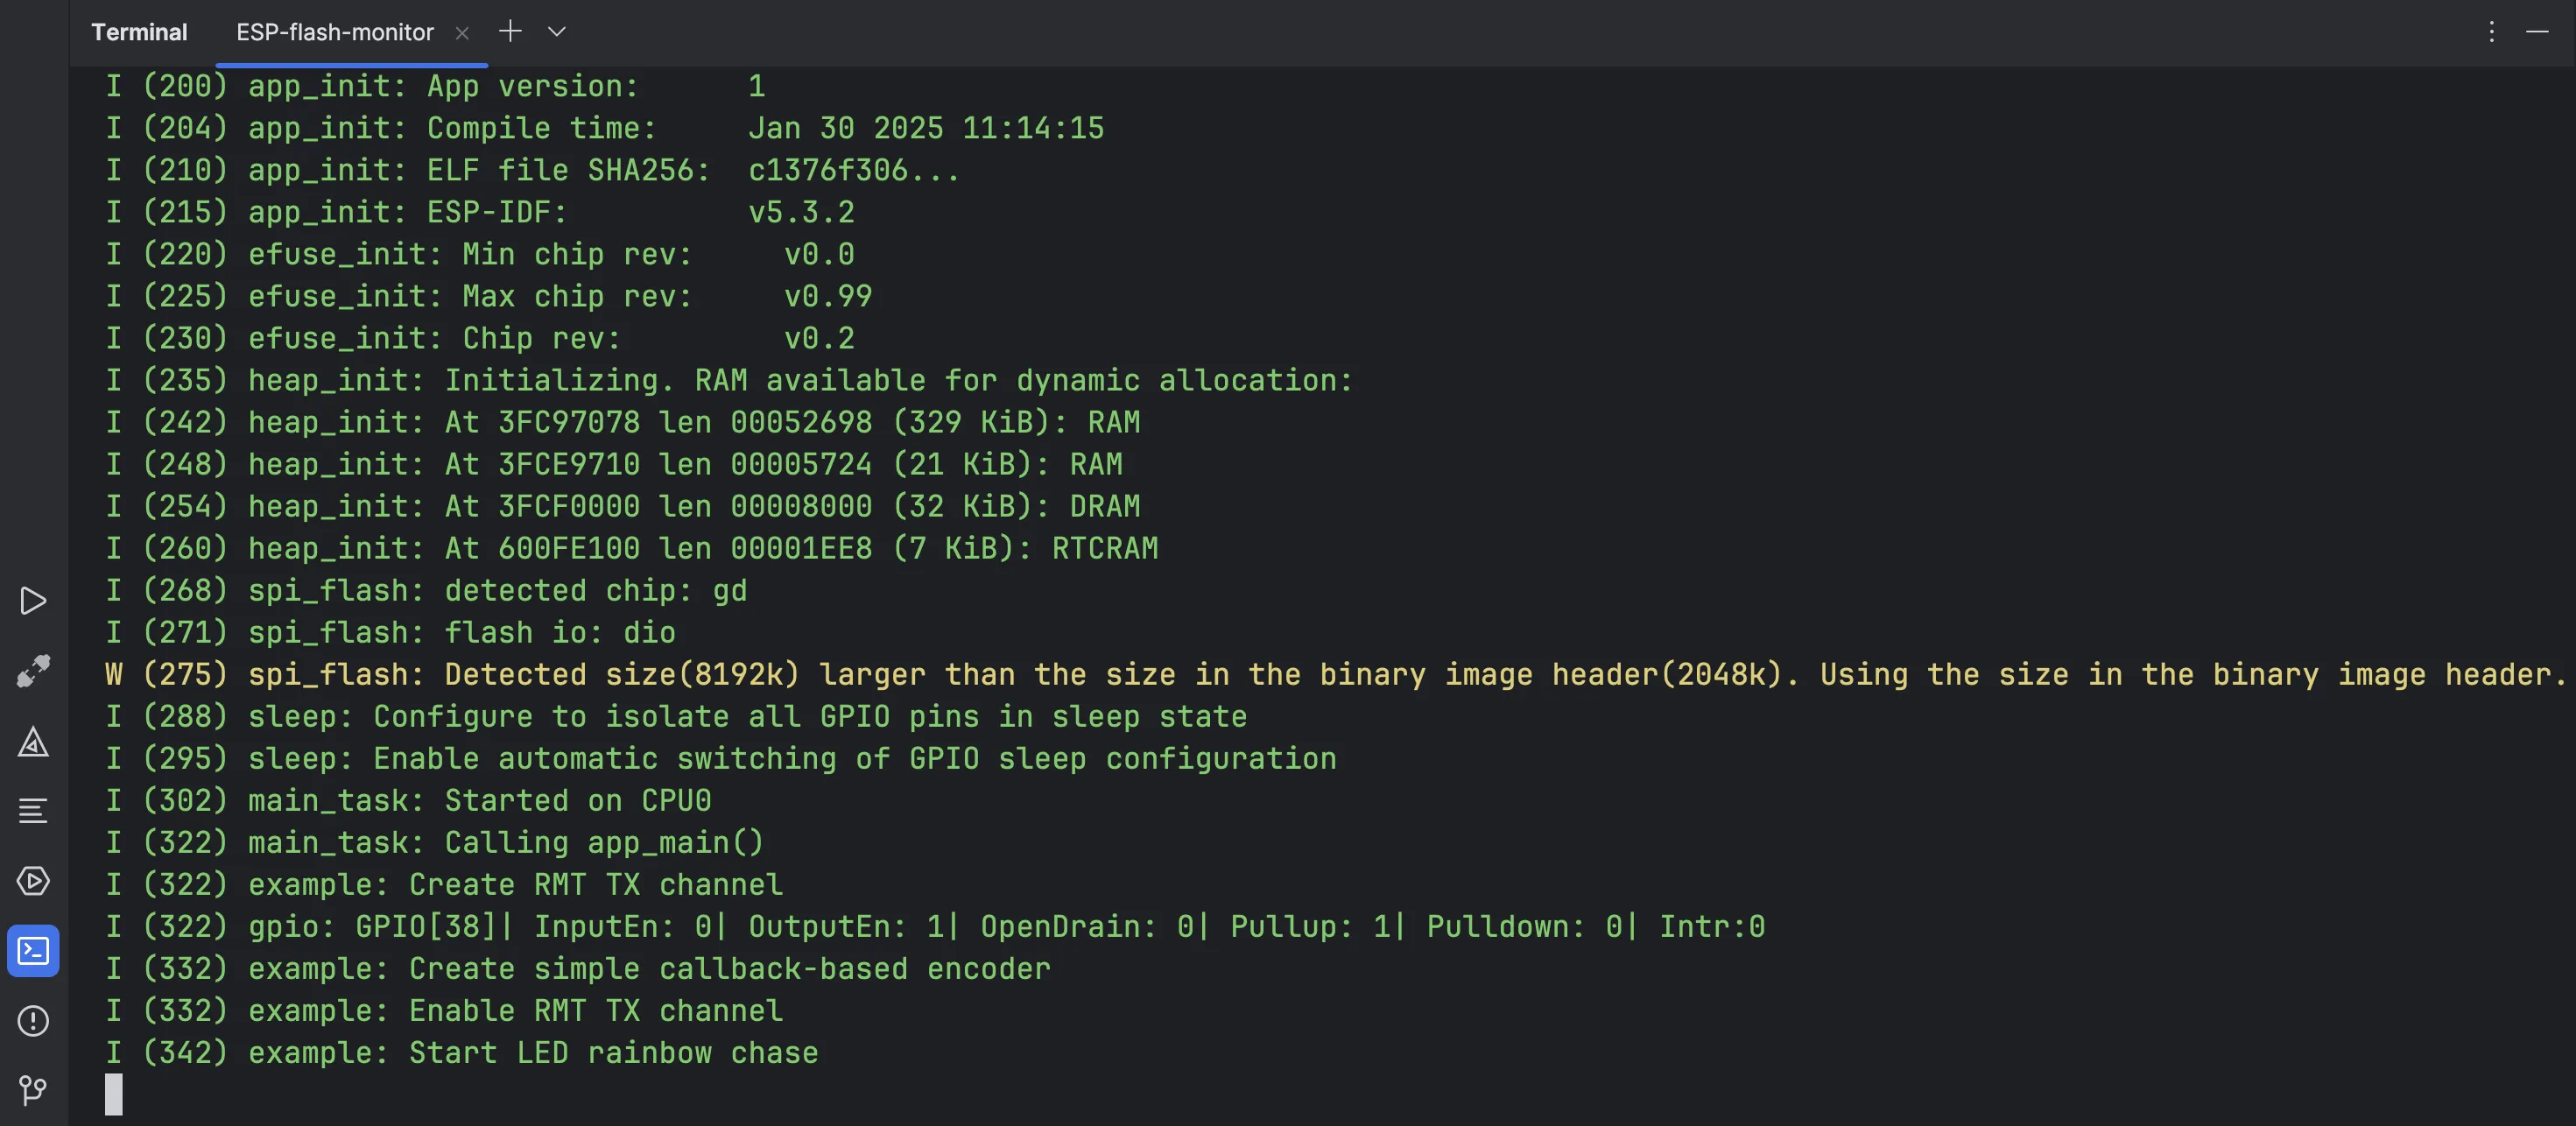 Terminal ESP-flash-monitor
I (200) app_init: App version:      1
I (204) app_init: Compile time:     Jan 30 2025 11:14:15
I (210) app_init: ELF file SHA256:  c1376f306...
I (215) app_init: ESP-IDF:          v5.3.2
I (220) efuse_init: Min chip rev:     v0.0
I (225) efuse_init: Max chip rev:     v0.99
I (230) efuse_init: Chip rev:         v0.2
I (235) heap_init: Initializing. RAM available for dynamic allocation:
I (242) heap_init: At 3FC97078 len 00052698 (329 KiB): RAM
I (248) heap_init: At 3FCE9710 len 00005724 (21 KiB): RAM
I (254) heap_init: At 3FCF0000 len 00008000 (32 KiB): DRAM
I (260) heap_init: At 600FE100 len 00001EE8 (7 KiB): RTCRAM
I (268) spi_flash: detected chip: gd
I (271) spi_flash: flash io: dio
W (275) spi_flash: Detected size(8192k) larger than the size in the binary image header(2048k). Using the size in the binary image header.
I (288) sleep: Configure to isolate all GPIO pins in sleep state
I (295) sleep: Enable automatic switching of GPIO sleep configuration
I (302) main_task: Started on CPU0
I (322) main_task: Calling app_main()
I (322) example: Create RMT TX channel
I (322) gpio: GPIO[38]| InputEn: 0| OutputEn: 1| OpenDrain: 0| Pullup: 1| Pulldown: 0| Intr:0
I (332) example: Create simple callback-based encoder
I (332) example: Enable RMT TX channel
I (342) example: Start LED rainbow chase